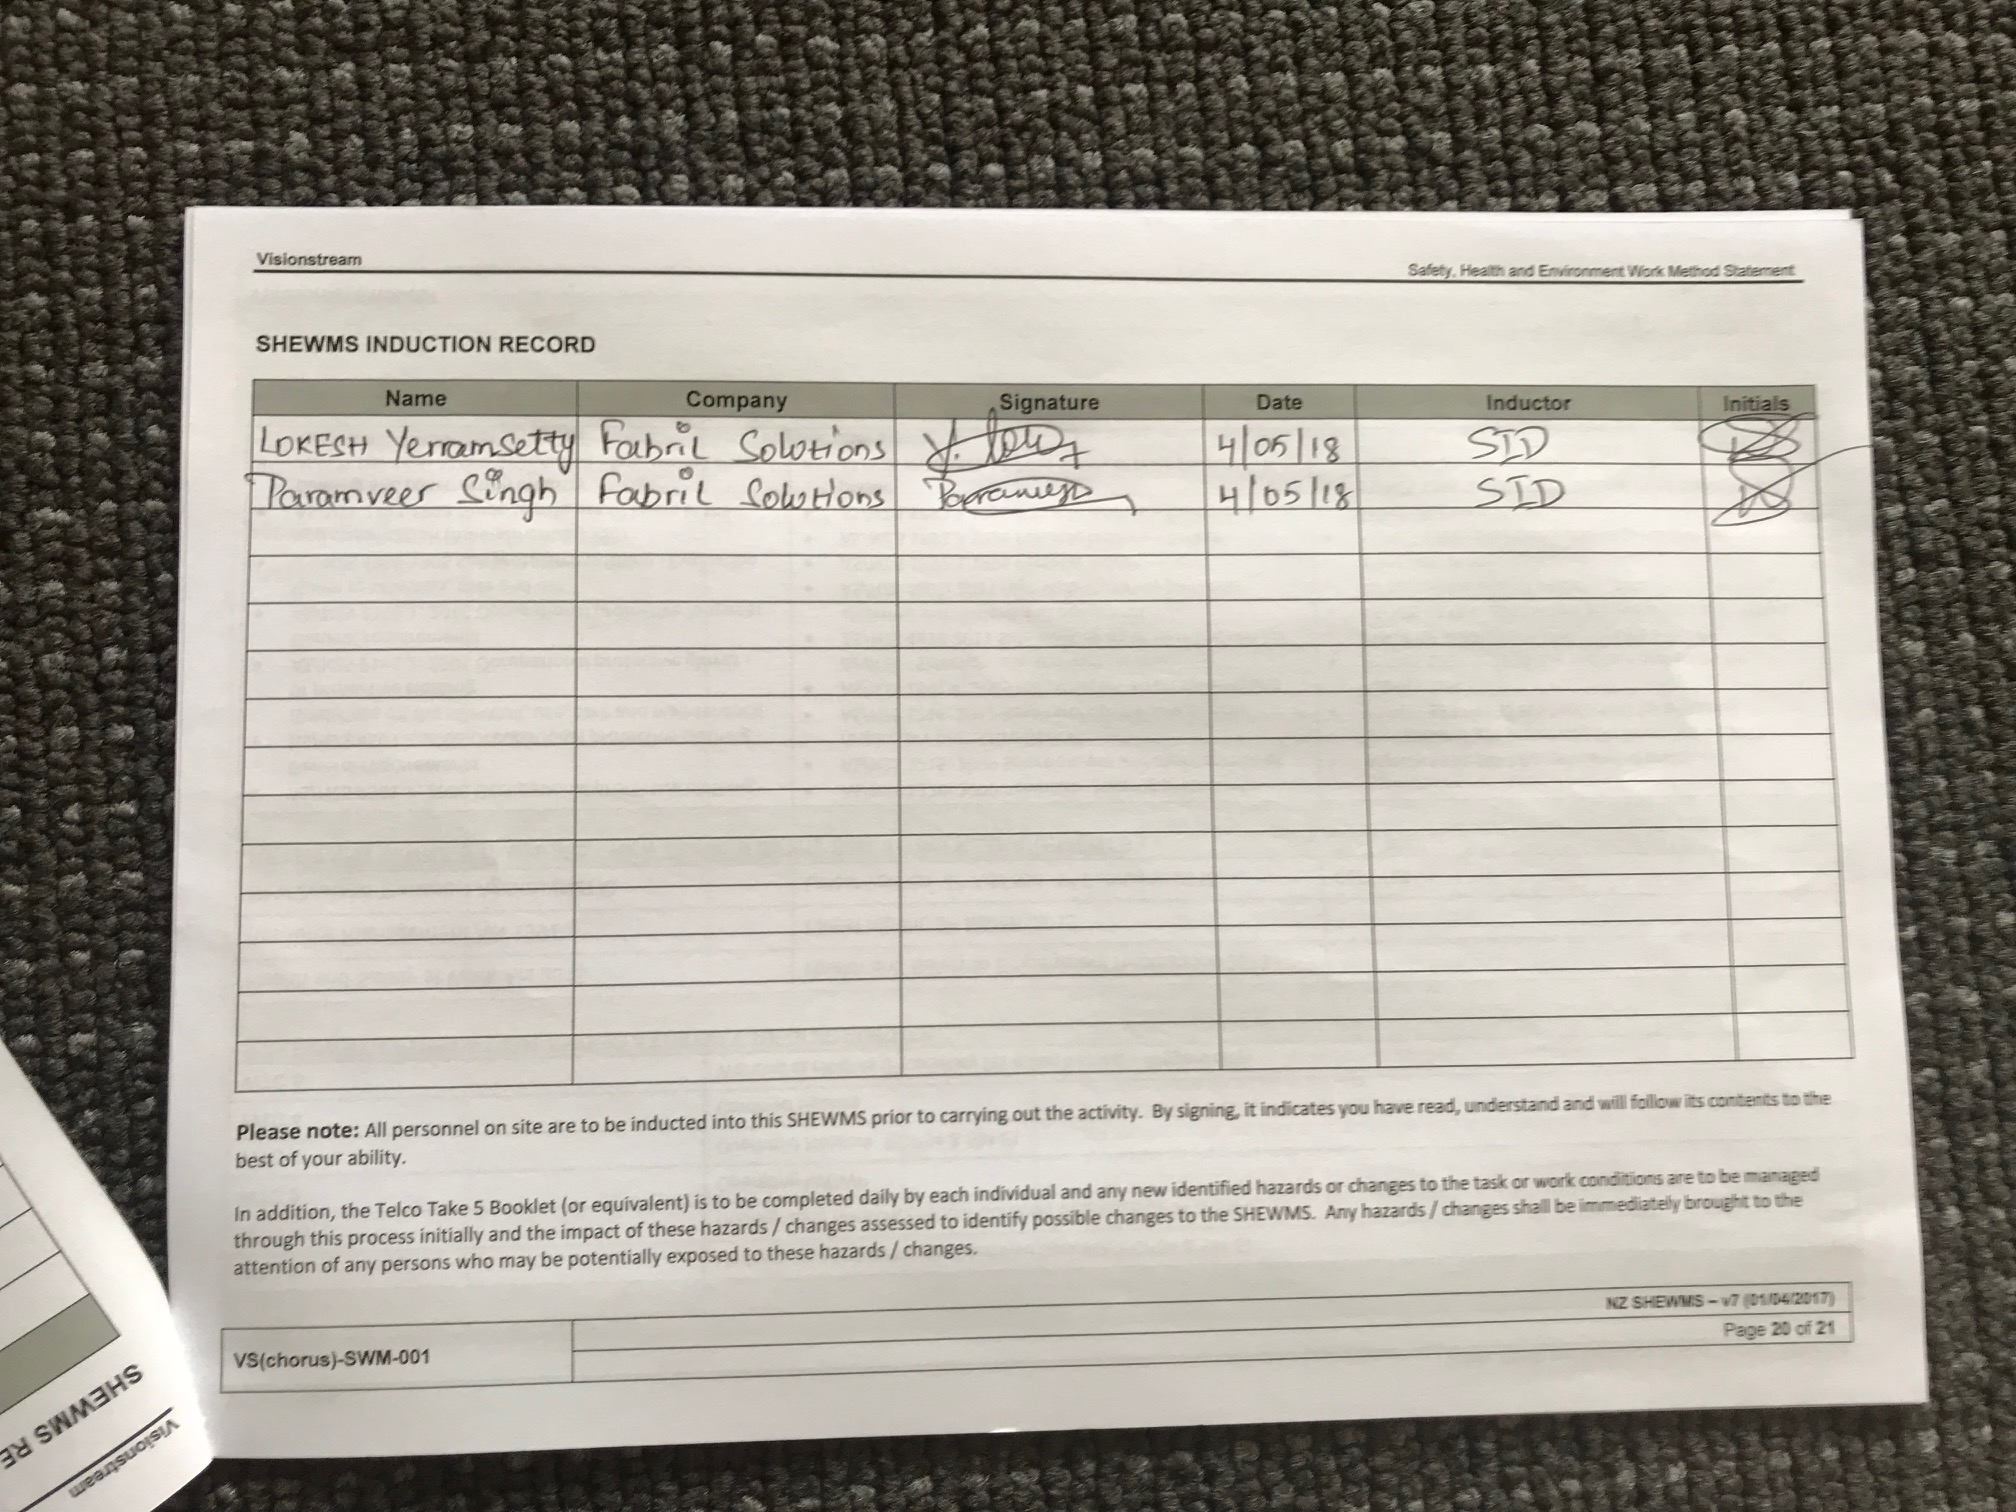 Visionstream Safety, Health and Environment Work Method Statement
SHEWMS INDUCTION RECORD
Name Company Signature Date Inductor Initials
LOKESH Yerramsetty Fabril Solutions 4/05/18 SID
Paramveer Singh Fabril Solutions Paramveer 4/05/18 SID
Please note: All personnel on site are to be inducted into this SHEWMS prior to carrying out the activity. By signing, it indicates you have read, understand and will follow its contents to the
best of your ability.
In addition, the Telco Take 5 Booklet (or equivalent) is to be completed daily by each individual and any new identified hazards or changes to the task or work conditions are to be managed
through this process initially and the impact of these hazards / changes assessed to identify possible changes to the SHEWMS. Any hazards / changes shall be immediately brought to the
attention of any persons who may be potentially exposed to these hazards / changes.
NZ SHEWMS – v7 (01/04/2017)
VS(chorus)-SWM-001 Page 20 of 21
Visionstream
SHEWMS RE